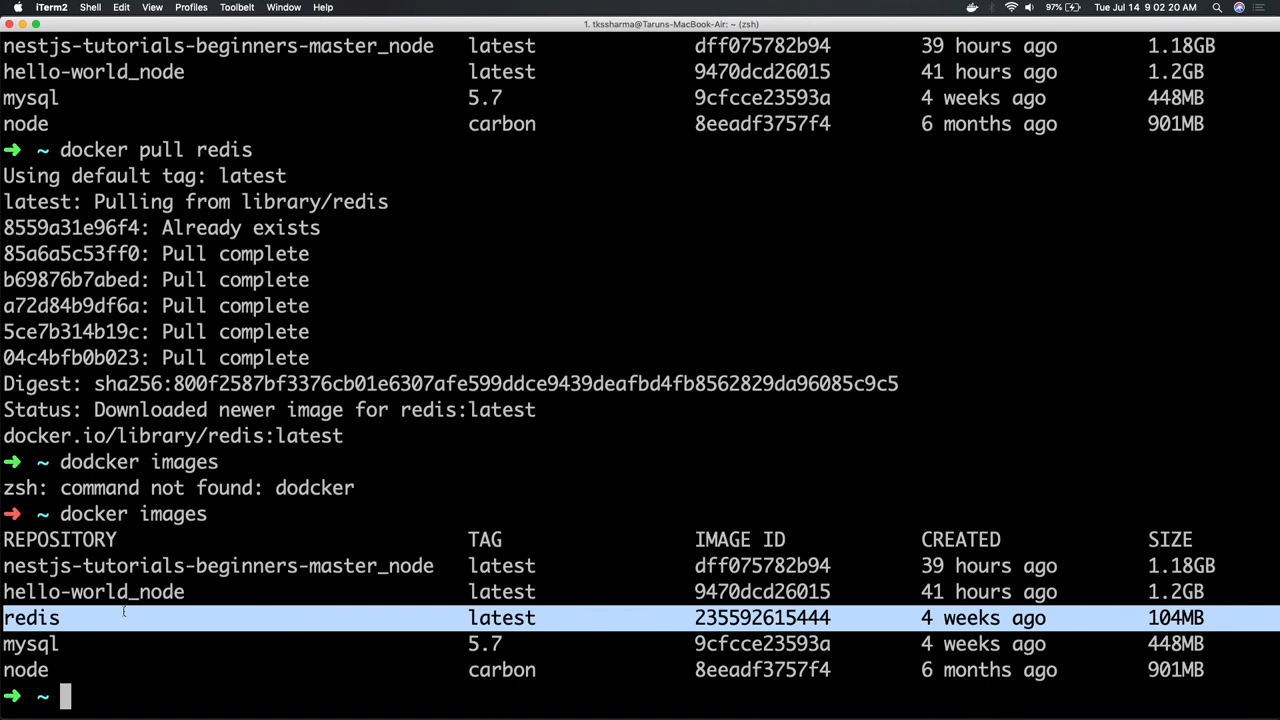 iTerm2 Shell Edit View Profiles Toolbelt Window Help 97% Tue Jul 14 9 02 20 AM
1. tkssharma@Taruns-MacBook-Air: ~ (zsh)
nestjs-tutorials-beginners-master_node latest dff075782b94 39 hours ago 1.18GB
hello-world_node latest 9470dcd26015 41 hours ago 1.2GB
mysql 5.7 9cfcce23593a 4 weeks ago 448MB
node carbon 8eeadf3757f4 6 months ago 901MB
➜ ~ docker pull redis
Using default tag: latest
latest: Pulling from library/redis
8559a31e96f4: Already exists
85a6a5c53ff0: Pull complete
b69876b7abed: Pull complete
a72d84b9df6a: Pull complete
5ce7b314b19c: Pull complete
04c4bfb0b023: Pull complete
Digest: sha256:800f2587bf3376cb01e6307afe599ddce9439deafbd4fb8562829da96085c9c5
Status: Downloaded newer image for redis:latest
docker.io/library/redis:latest
➜ ~ dodcker images
zsh: command not found: dodcker
➜ ~ docker images
REPOSITORY TAG IMAGE ID CREATED SIZE
nestjs-tutorials-beginners-master_node latest dff075782b94 39 hours ago 1.18GB
hello-world_node latest 9470dcd26015 41 hours ago 1.2GB
redis latest 235592615444 4 weeks ago 104MB
mysql 5.7 9cfcce23593a 4 weeks ago 448MB
node carbon 8eeadf3757f4 6 months ago 901MB
➜ ~